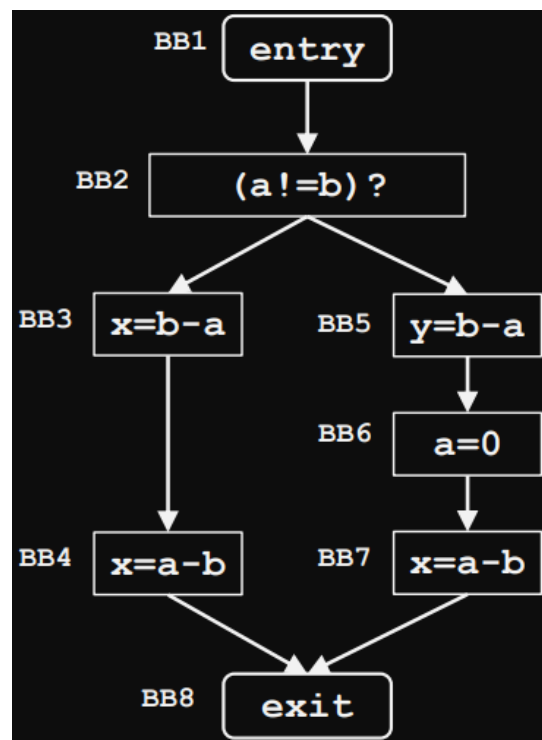 BB1 entry
BB2 (a!=b)?
BB3 x=b-a BB5 y=b-a
BB6 a=0
BB4 x=a-b BB7 x=a-b
BB8 exit